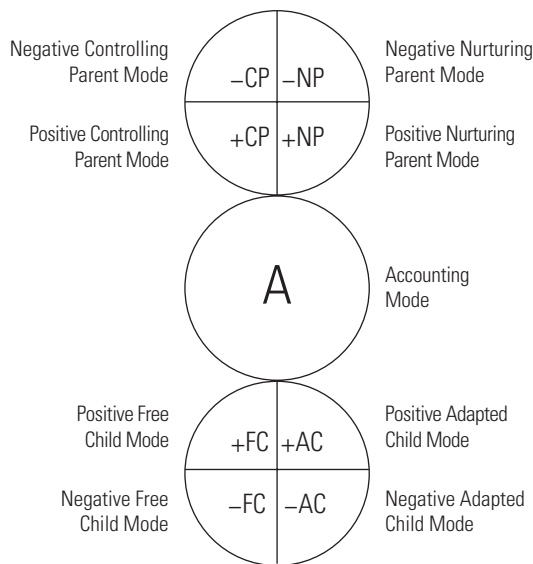 Negative Controlling
Parent Mode
–CP
–NP
Negative Nurturing
Parent Mode
Positive Controlling
Parent Mode
+CP
+NP
Positive Nurturing
Parent Mode
A
Accounting
Mode
Positive Free
Child Mode
+FC
+AC
Positive Adapted
Child Mode
Negative Free
Child Mode
–FC
–AC
Negative Adapted
Child Mode